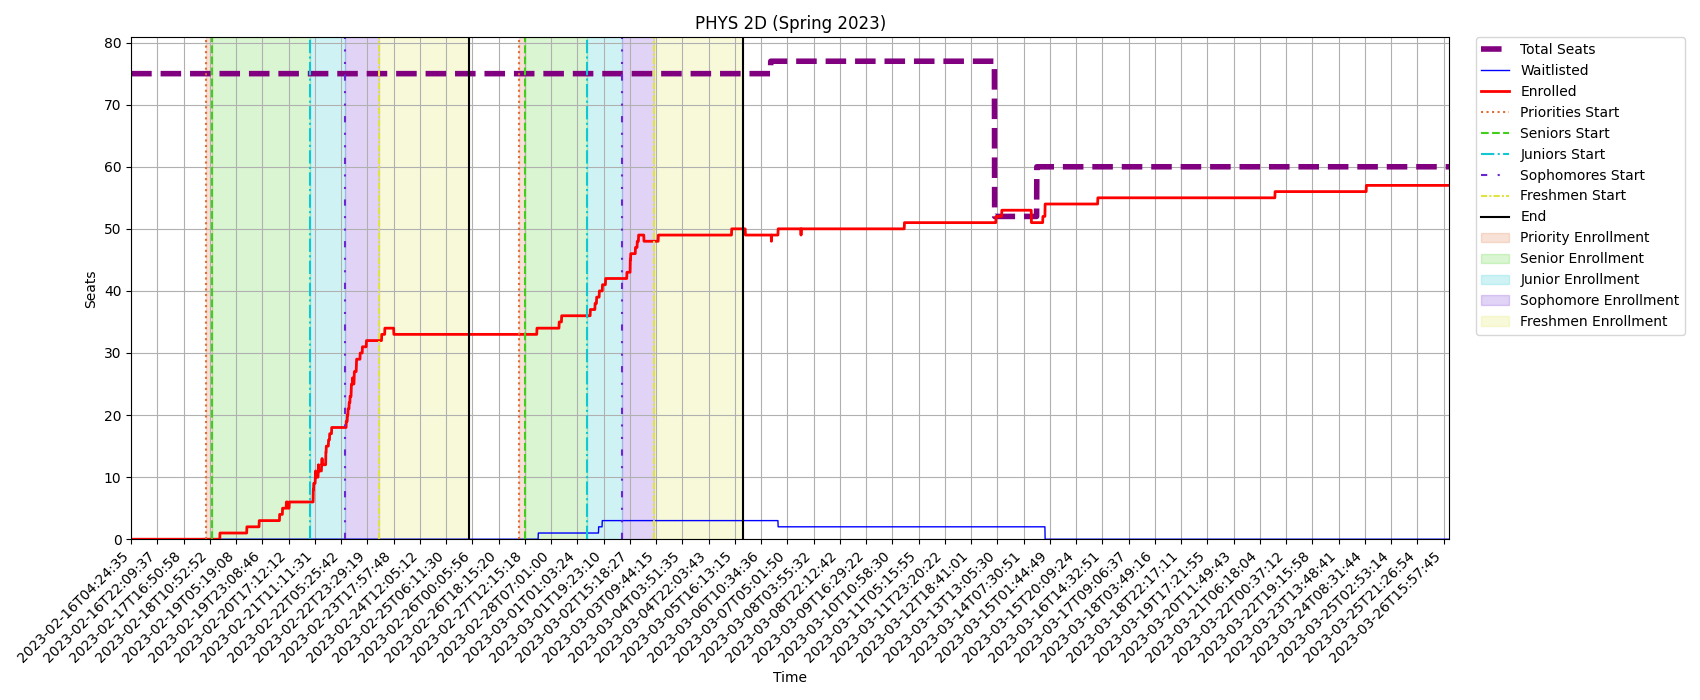 PHYS 2D (Spring 2023)
80
70
60
50
40
30
20
10
0
Seats
2023-02-16T04:24:35
2023-02-16T22:09:37
2023-02-17T16:50:58
2023-02-18T10:52:52
2023-02-19T05:19:08
2023-02-19T23:08:46
2023-02-20T17:12:12
2023-02-21T11:11:31
2023-02-22T05:25:42
2023-02-22T23:29:19
2023-02-23T17:57:48
2023-02-24T12:05:12
2023-02-25T06:11:30
2023-02-26T00:05:56
2023-02-26T18:15:20
2023-02-27T12:15:18
2023-02-28T07:01:00
2023-03-01T01:03:24
2023-03-01T19:23:10
2023-03-02T15:18:27
2023-03-03T09:44:15
2023-03-04T03:51:35
2023-03-04T22:03:43
2023-03-05T16:13:15
2023-03-06T10:34:36
2023-03-07T05:01:50
2023-03-08T03:55:32
2023-03-08T22:12:42
2023-03-09T16:29:22
2023-03-10T10:58:30
2023-03-11T05:15:55
2023-03-11T23:20:22
2023-03-12T18:41:01
2023-03-13T13:05:30
2023-03-14T07:30:51
2023-03-15T01:44:49
2023-03-15T20:09:24
2023-03-16T14:32:51
2023-03-17T09:06:37
2023-03-18T03:49:16
2023-03-18T22:17:11
2023-03-19T17:21:55
2023-03-20T11:49:43
2023-03-21T06:18:04
2023-03-22T00:37:12
2023-03-22T19:15:58
2023-03-23T13:48:41
2023-03-24T08:31:44
2023-03-25T02:53:14
2023-03-25T21:26:54
2023-03-26T15:57:45
Time
Total Seats
Waitlisted
Enrolled
Priorities Start
Seniors Start
Juniors Start
Sophomores Start
Freshmen Start
End
Priority Enrollment
Senior Enrollment
Junior Enrollment
Sophomore Enrollment
Freshmen Enrollment